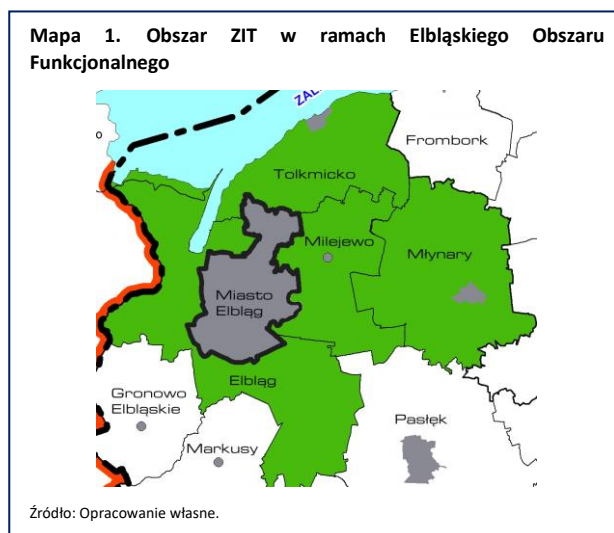 Mapa 1. Obszar ZIT w ramach Elbląskiego Obszaru
Funkcjonalnego
ZAL
Frombork
Tolkmicko
Milejewo
Młynary
Miasto
Elbląg
Elbląg
Gronowo
Elbląskie
Pasłęk
Markusy
Źródło: Opracowanie własne.